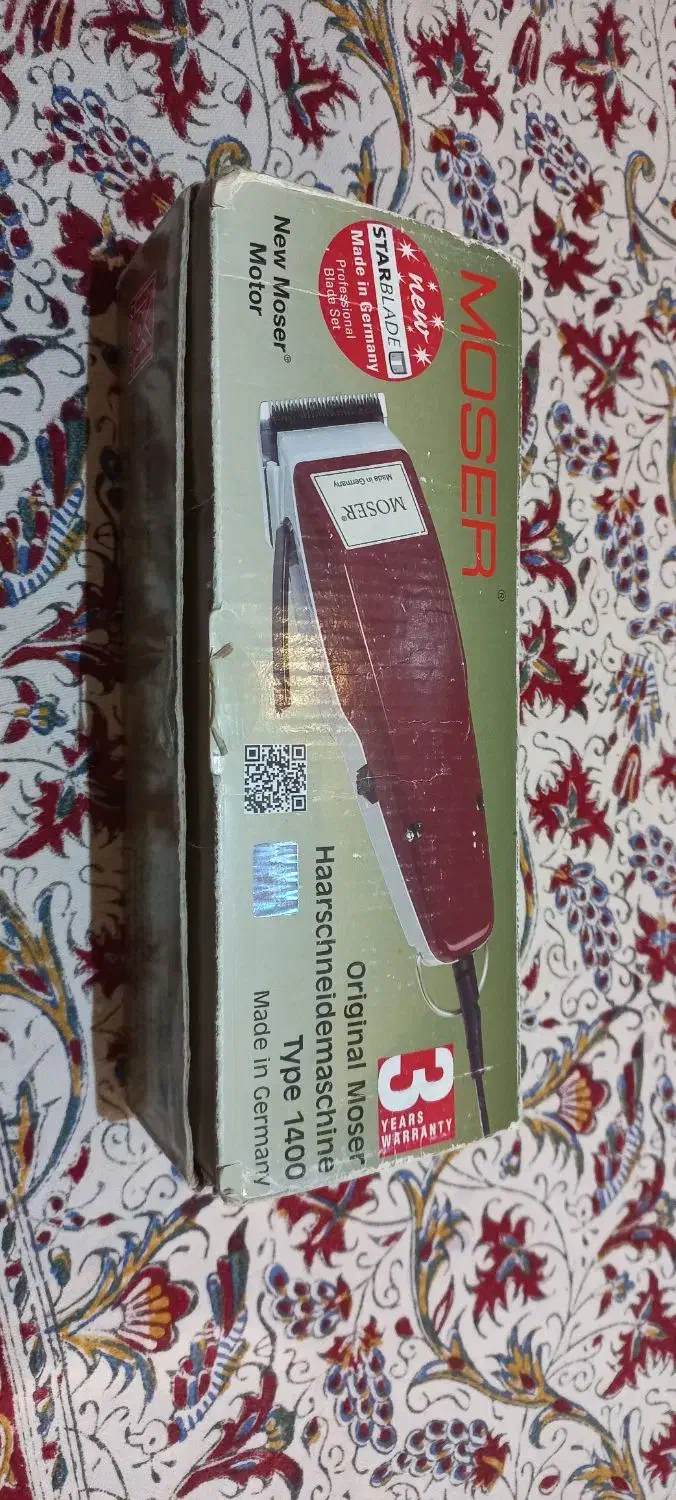 MOSER®
new
STARBLADE
Made in Germany
Professional
Blade Set
New Moser®
Motor
MOSER®
Made in Germany
3
YEARS
WARRANTY
Original Moser
Haarschneidemaschine
Type 1400
Made in Germany